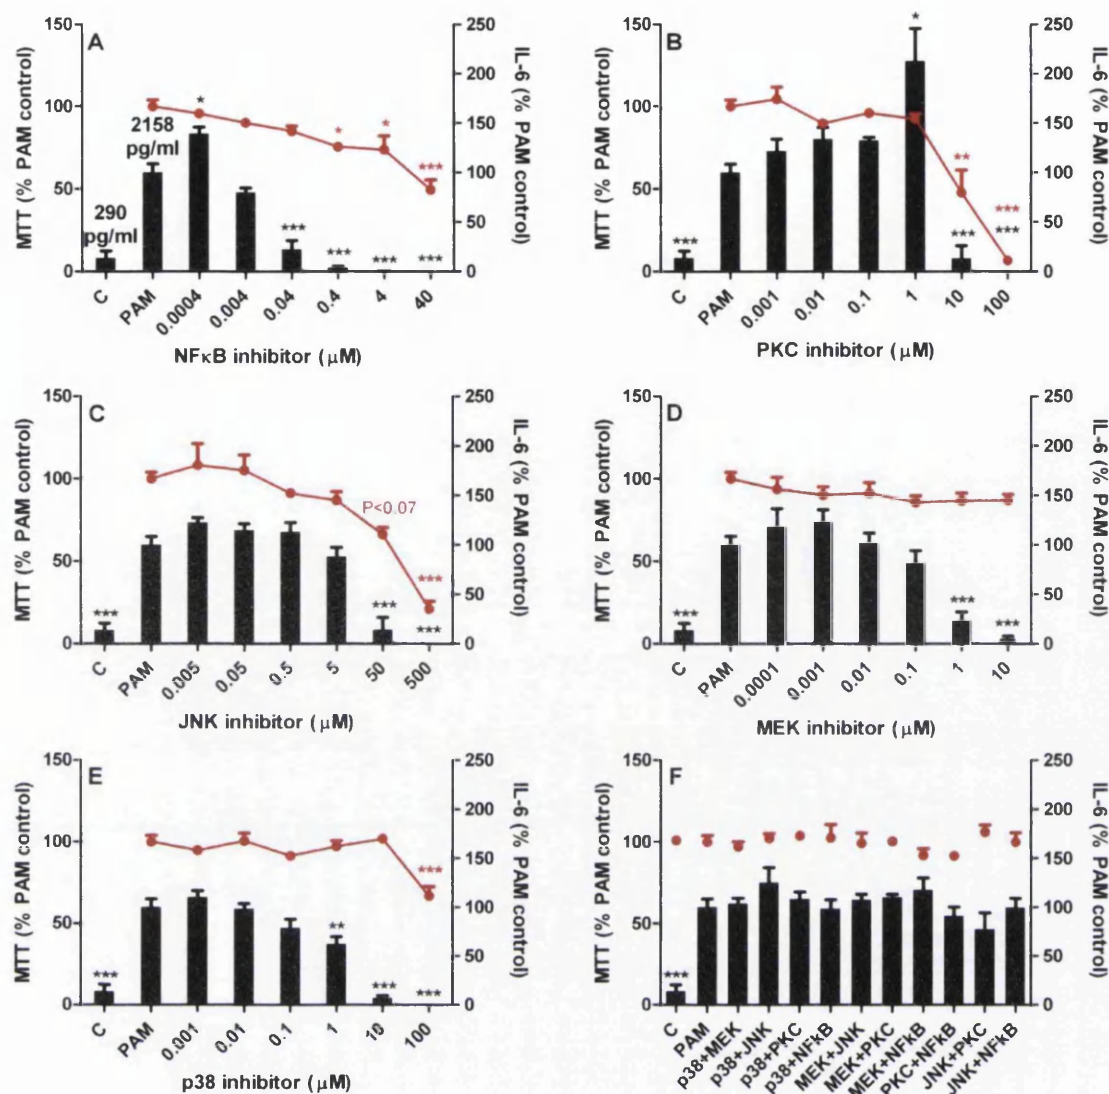 A
MTT (% PAM control)
150
100
50
0
250
200
150
100
50
0
IL-6 (% PAM control)
290
pg/ml
2158
pg/ml
*
***
*
***
*
***
***
***
C
PAM
0.0004
0.004
0.04
0.4
4
40
NFκB inhibitor (μM)
B
MTT (% PAM control)
150
100
50
0
250
200
150
100
50
0
IL-6 (% PAM control)
***
*
**
***
***
***
C
PAM
0.001
0.01
0.1
1
10
100
PKC inhibitor (μM)
C
MTT (% PAM control)
150
100
50
0
250
200
150
100
50
0
IL-6 (% PAM control)
***
P<0.07
***
***
***
C
PAM
0.005
0.05
0.5
5
50
500
JNK inhibitor (μM)
D
MTT (% PAM control)
150
100
50
0
250
200
150
100
50
0
IL-6 (% PAM control)
***
***
***
C
PAM
0.0001
0.001
0.01
0.1
1
10
MEK inhibitor (μM)
E
MTT (% PAM control)
150
100
50
0
250
200
150
100
50
0
IL-6 (% PAM control)
***
**
***
***
***
C
PAM
0.001
0.01
0.1
1
10
100
p38 inhibitor (μM)
F
MTT (% PAM control)
150
100
50
0
250
200
150
100
50
0
IL-6 (% PAM control)
***
C
PAM
p38+MEK
p38+JNK
p38+PKC
p38+NFkB
MEK+JNK
MEK+PKC
MEK+NFkB
PKC+NFkB
JNK+PKC
JNK+NFkB